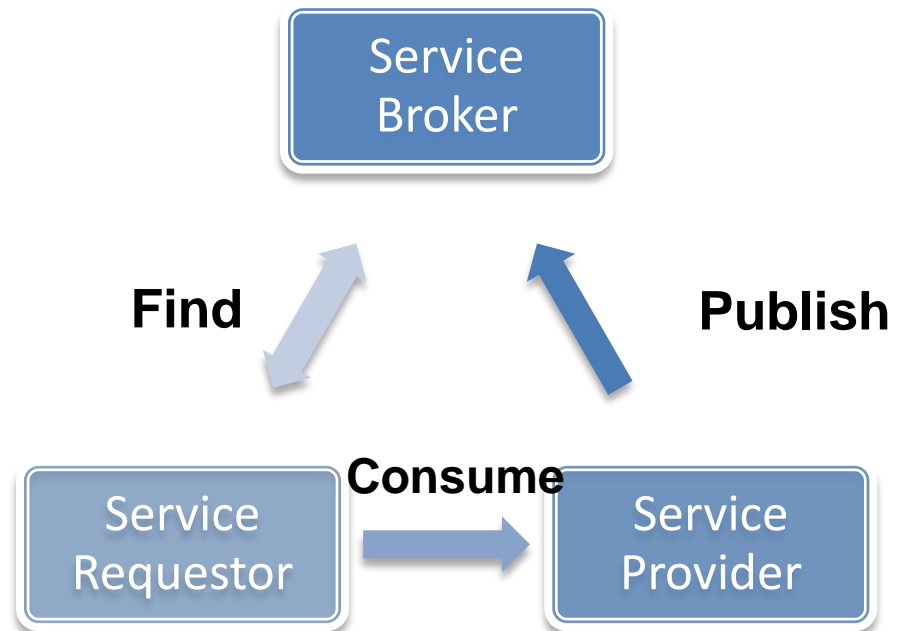 Service
Broker
Find
Publish
Consume
Service
Requestor
Service
Provider